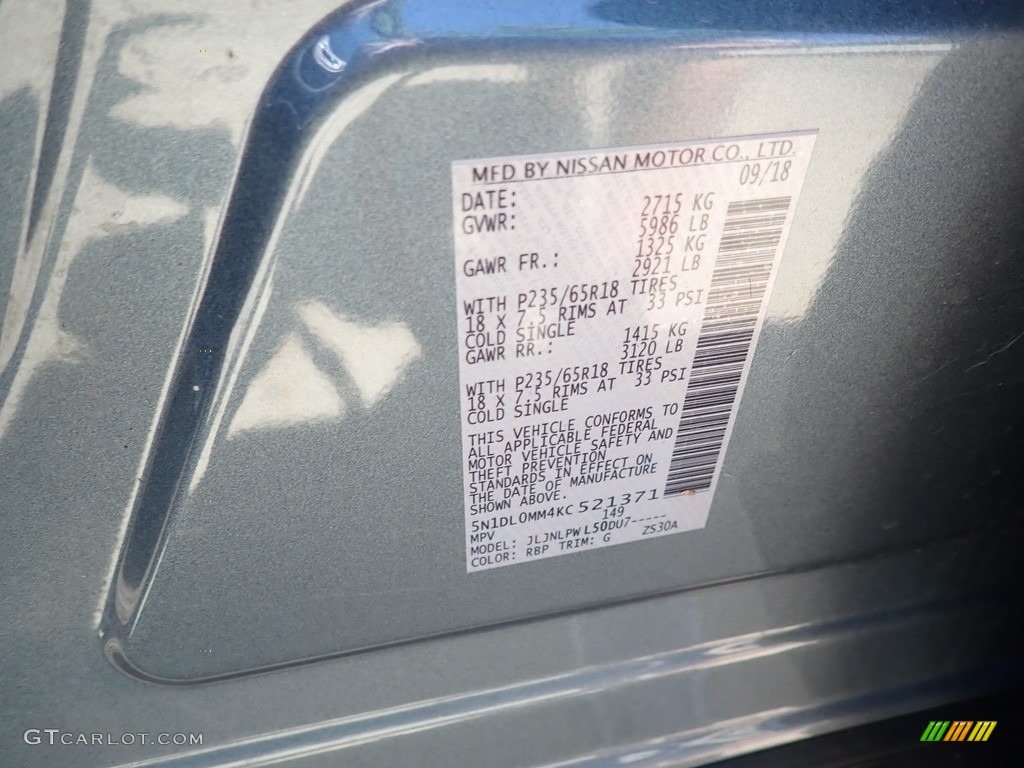 MFD BY NISSAN MOTOR CO., LTD.
DATE: 09/18
GVWR: 2715 KG
5986 LB
GAWR FR.: 1325 KG
2921 LB
WITH P235/65R18 TIRES
18 X 7.5 RIMS AT 33 PSI
COLD SINGLE
GAWR RR.: 1415 KG
3120 LB
WITH P235/65R18 TIRES
18 X 7.5 RIMS AT 33 PSI
COLD SINGLE
THIS VEHICLE CONFORMS TO
ALL APPLICABLE FEDERAL
MOTOR VEHICLE SAFETY AND
THEFT PREVENTION
STANDARDS IN EFFECT ON
THE DATE OF MANUFACTURE
SHOWN ABOVE.
5N1DL0MM4KC521371
MPV 149
MODEL: JLJNLPWL50DU7-----
COLOR: RBP TRIM: G ZS30A
GTCARLOT.COM